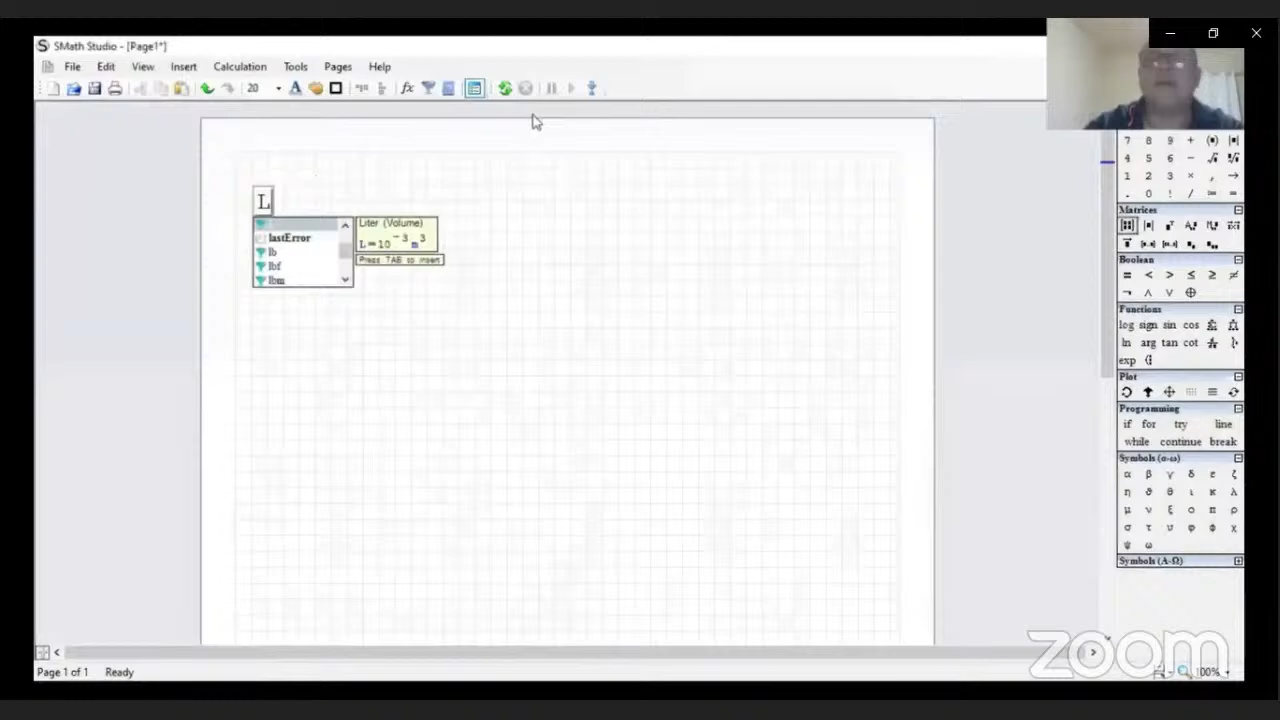 SMath Studio - [Page1*]
File Edit View Insert Calculation Tools Pages Help
20
fx
L
lastError
lb
lbf
lbm
Liter (Volume)
L=10⁻³ m³
Press TAB to insert
7 8 9 +
4 5 6 -
1 2 3 × , →
. 0 ! /
Matrices
Boolean
= < > ≤ ≥ ≠
¬ ∧ ∨ ⊕
Functions
log sign sin cos
ln arg tan cot
exp
Plot
Programming
if for try line
while continue break
Symbols (α-ω)
α β γ δ ε ζ
η ϑ θ ι κ λ
μ ν ξ ο π ρ
σ τ υ φ ϕ χ
ψ ω
Symbols (Α-Ω)
zoom
Page 1 of 1 Ready
100%